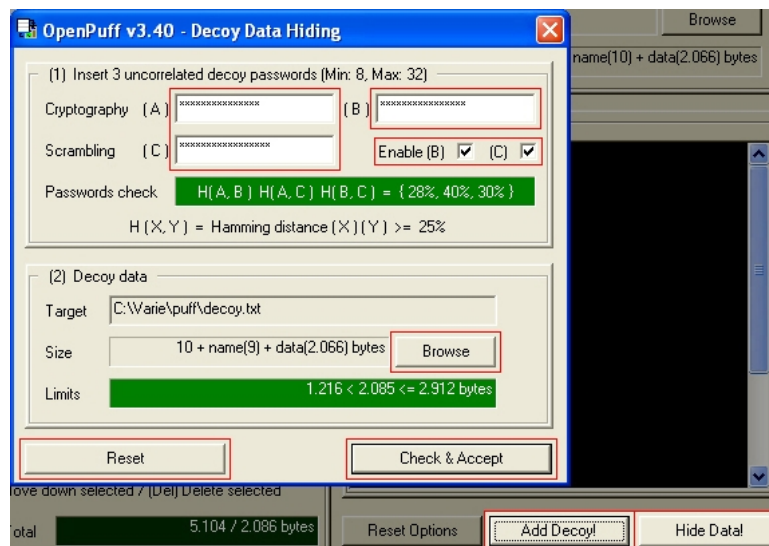 OpenPuff v3.40 - Decoy Data Hiding
Browse
name(10) + data(2.066) bytes
(1) Insert 3 uncorrelated decoy passwords (Min: 8, Max: 32)
Cryptography (A) *************** (B) ****************
Scrambling (C) ***************** Enable (B) (C)
Passwords check H(A, B) H(A, C) H(B, C) = { 28%, 40%, 30% }
H (X,Y) = Hamming distance (X)(Y) >= 25%
(2) Decoy data
Target C:\Varie\puff\decoy.txt
Size 10 + name(9) + data(2.066) bytes Browse
Limits 1.216 < 2.085 <= 2.912 bytes
Reset Check & Accept
down selected / (Del) Delete selected
5.104 / 2.086 bytes Reset Options Add Decoy! Hide Data!